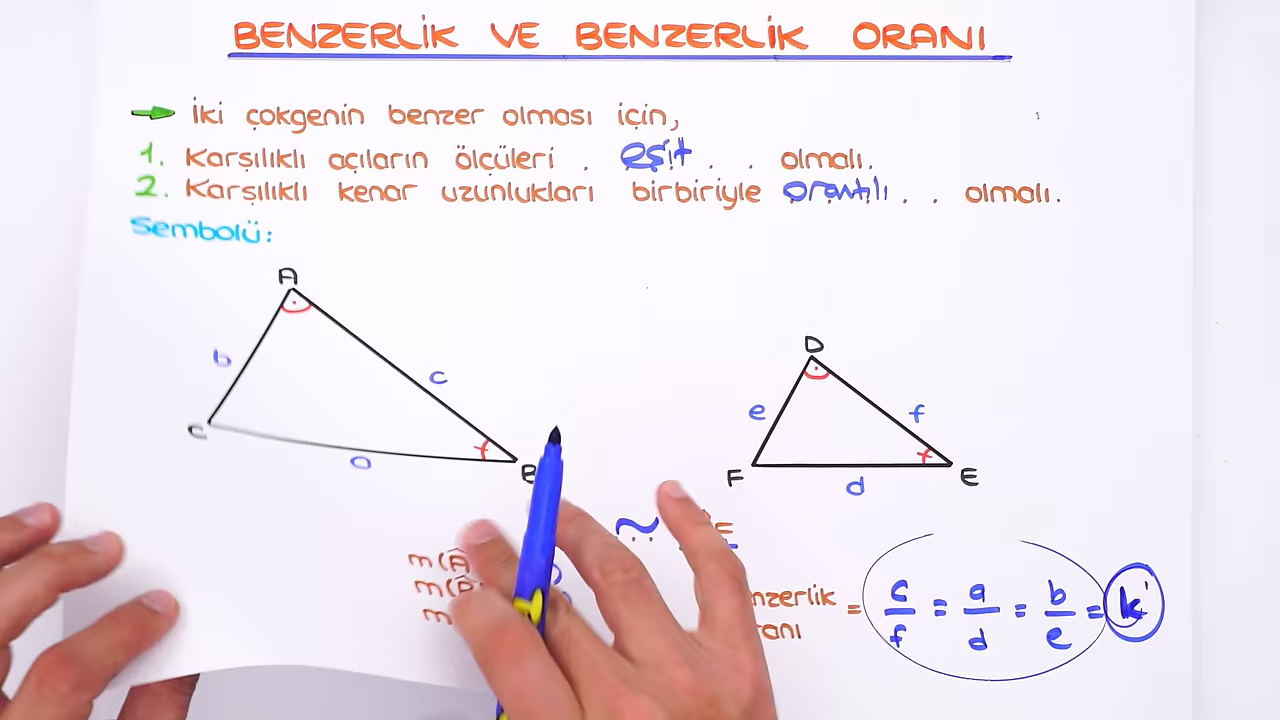 BENZERLİK VE BENZERLİK ORANI
İki çokgenin benzer olması için,
1. Karşılıklı açıların ölçüleri . eşit . . olmalı.
2. Karşılıklı kenar uzunlukları birbiriyle orantılı . . olmalı.
Sembolü:
A
b
c
C
a
B
D
e
f
F
E
d
~
m(Â
m(
m
= c/f = a/d = b/e = k